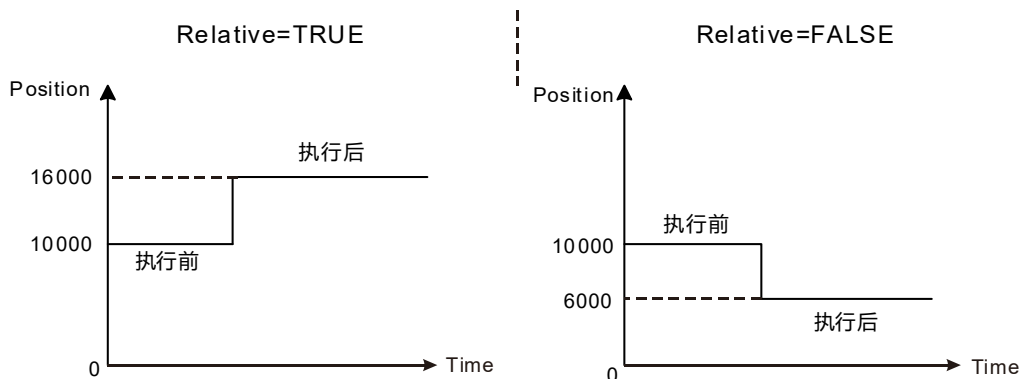 Relative=TRUE
Position
执行后
16000
10000
执行前
0
Time
Relative=FALSE
Position
执行前
10000
6000
执行后
0
Time